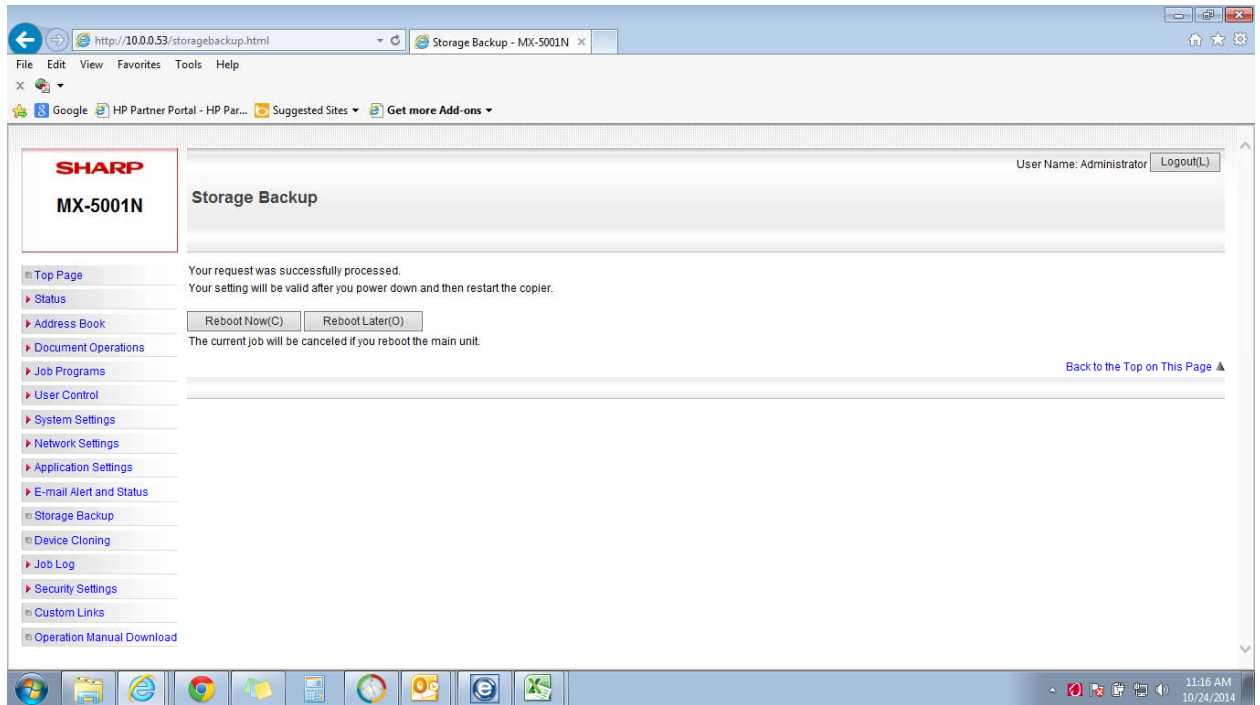 http://10.0.0.53/storagebackup.html
Storage Backup - MX-5001N
File Edit View Favorites Tools Help
x
Google HP Partner Portal - HP Par... Suggested Sites Get more Add-ons
SHARP
MX-5001N
User Name: Administrator Logout(L)
Storage Backup
Top Page
Status
Address Book
Document Operations
Job Programs
User Control
System Settings
Network Settings
Application Settings
E-mail Alert and Status
Storage Backup
Device Cloning
Job Log
Security Settings
Custom Links
Operation Manual Download
Your request was successfully processed.
Your setting will be valid after you power down and then restart the copier.
Reboot Now(C) Reboot Later(O)
The current job will be canceled if you reboot the main unit.
Back to the Top on This Page
11:16 AM
10/24/2014